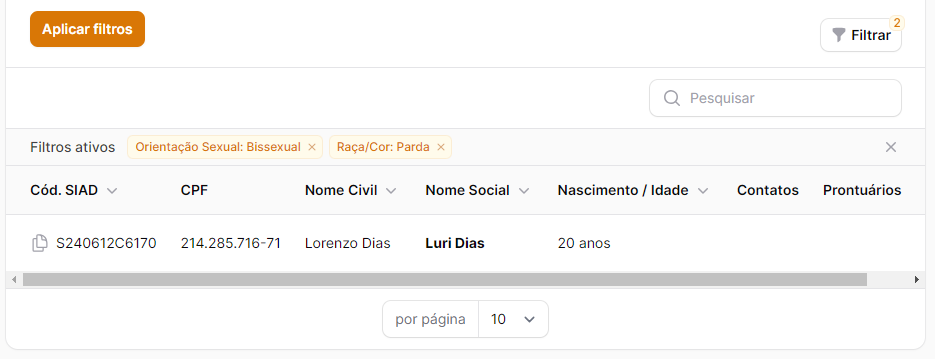 Aplicar filtros
2
Filtrar
Pesquisar
Filtros ativos Orientação Sexual: Bissexual × Raça/Cor: Parda ×
Cód. SIAD CPF Nome Civil Nome Social Nascimento / Idade Contatos Prontuários
S240612C6170 214.285.716-71 Lorenzo Dias Luri Dias 20 anos
por página 10